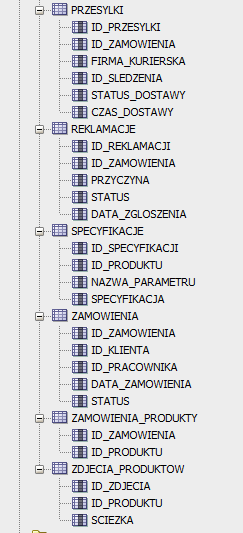 PRZESYLKI
ID_PRZESYLKI
ID_ZAMOWIENIA
FIRMA_KURIERSKA
ID_SLEDZENIA
STATUS_DOSTAWY
CZAS_DOSTAWY
REKLAMACJE
ID_REKLAMACJI
ID_ZAMOWIENIA
PRZYCZYNA
STATUS
DATA_ZGLOSZENIA
SPECYFIKACJE
ID_SPECYFIKACJI
ID_PRODUKTU
NAZWA_PARAMETRU
SPECYFIKACJA
ZAMOWIENIA
ID_ZAMOWIENIA
ID_KLIENTA
ID_PRACOWNIKA
DATA_ZAMOWIENIA
STATUS
ZAMOWIENIA_PRODUKTY
ID_ZAMOWIENIA
ID_PRODUKTU
ZDJECIA_PRODUKTOW
ID_ZDJECIA
ID_PRODUKTU
SCIEZKA